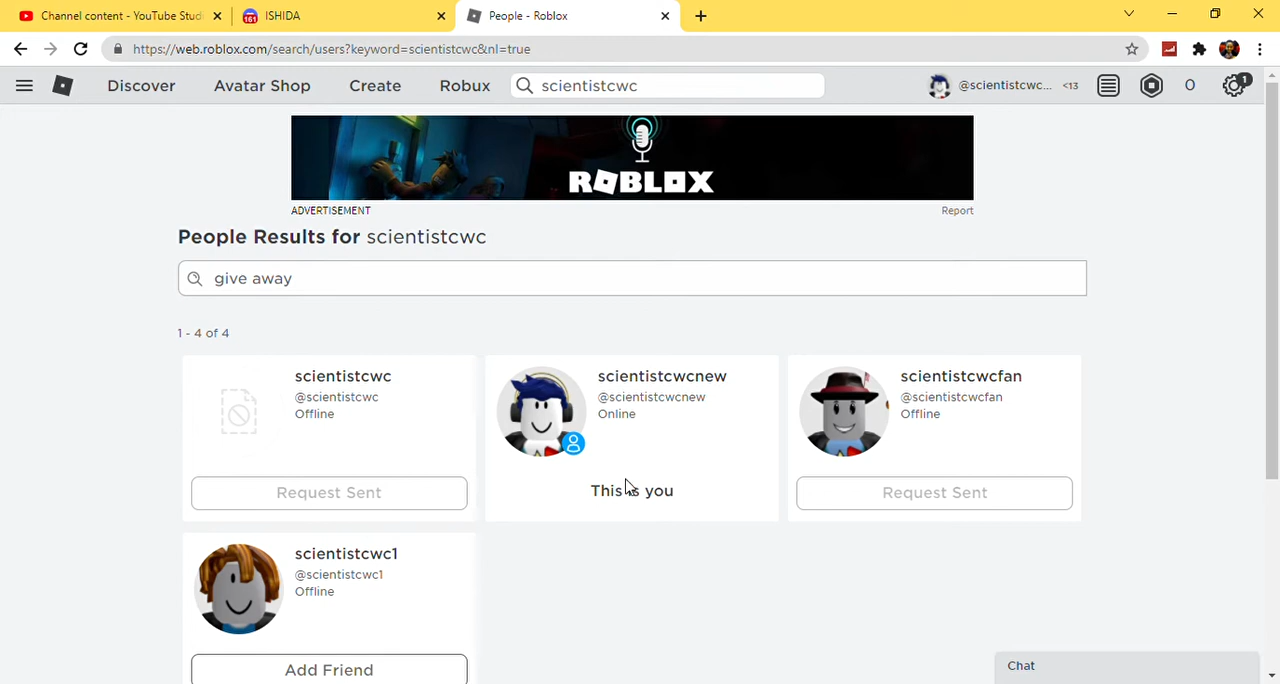 Channel content - YouTube Studi
161 ISHIDA
People - Roblox
https://web.roblox.com/search/users?keyword=scientistcwc&nl=true
Discover Avatar Shop Create Robux scientistcwc @scientistcwc... <13 0 1
ROBLOX
ADVERTISEMENT Report
People Results for scientistcwc
give away
1 - 4 of 4
scientistcwc
@scientistcwc
Offline
Request Sent
scientistcwcnew
@scientistcwcnew
Online
This is you
scientistcwcfan
@scientistcwcfan
Offline
Request Sent
scientistcwc1
@scientistcwc1
Offline
Add Friend
Chat